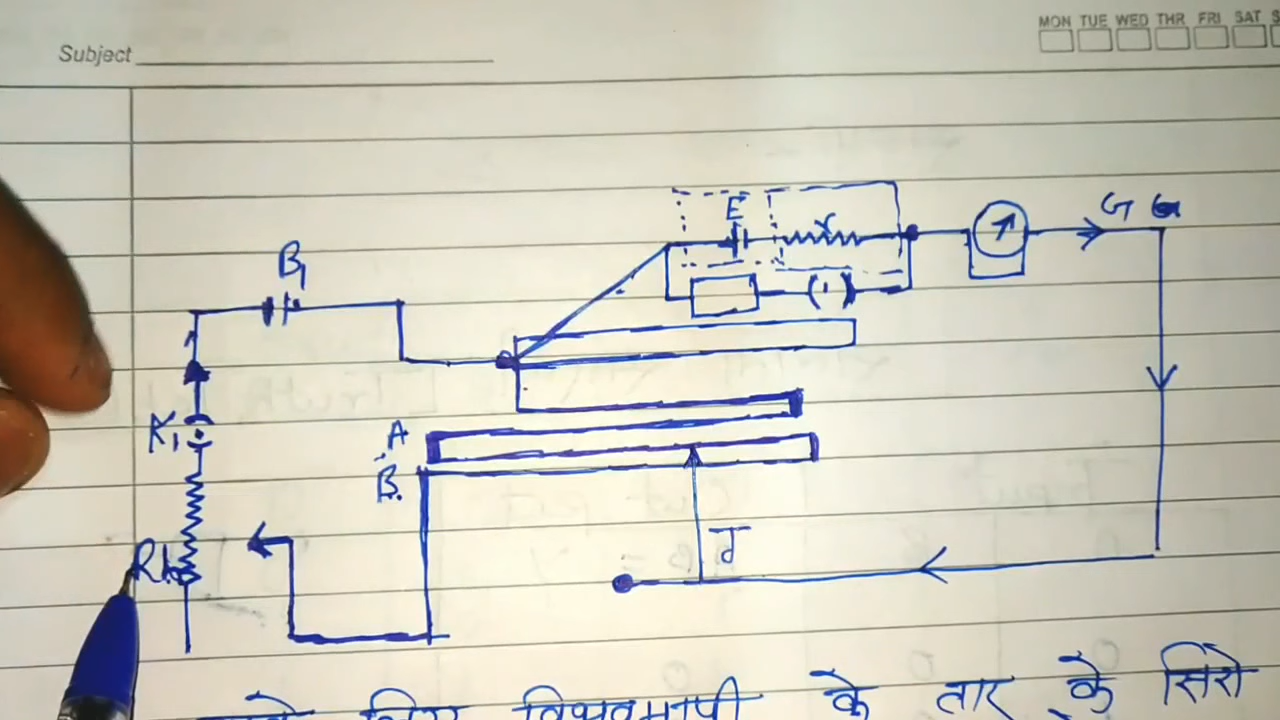 MON TUE WED THR FRI SAT
Subject
E
r
G G
B1
K1
A
B.
Rh
J
लिए विभवमापी के तार के सिरो